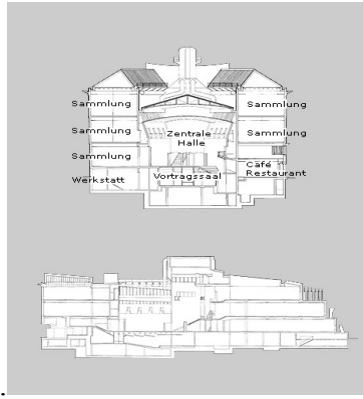 Sammlung Sammlung
Sammlung Sammlung
Zentrale
Halle
Sammlung
Café
Restaurant
Werkstatt
Vortragssaal